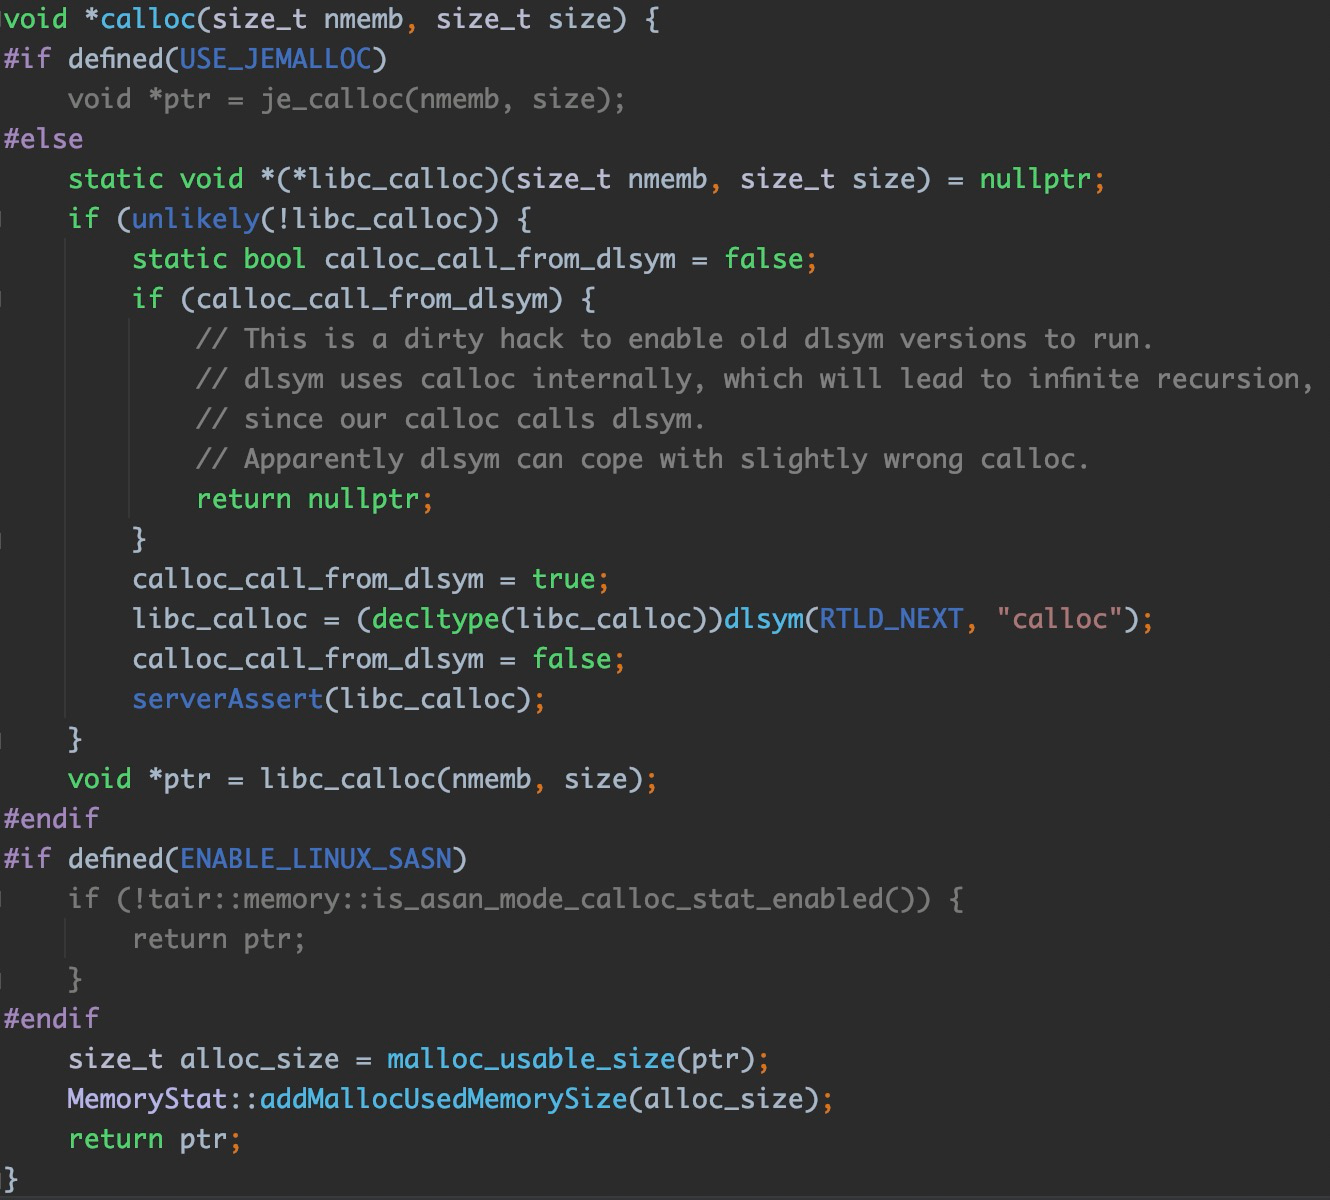 void *calloc(size_t nmemb, size_t size) {
#if defined(USE_JEMALLOC)
    void *ptr = je_calloc(nmemb, size);
#else
    static void *(*libc_calloc)(size_t nmemb, size_t size) = nullptr;
    if (unlikely(!libc_calloc)) {
        static bool calloc_call_from_dlsym = false;
        if (calloc_call_from_dlsym) {
            // This is a dirty hack to enable old dlsym versions to run.
            // dlsym uses calloc internally, which will lead to infinite recursion,
            // since our calloc calls dlsym.
            // Apparently dlsym can cope with slightly wrong calloc.
            return nullptr;
        }
        calloc_call_from_dlsym = true;
        libc_calloc = (decltype(libc_calloc))dlsym(RTLD_NEXT, "calloc");
        calloc_call_from_dlsym = false;
        serverAssert(libc_calloc);
    }
    void *ptr = libc_calloc(nmemb, size);
#endif
#if defined(ENABLE_LINUX_SASN)
    if (!tair::memory::is_asan_mode_calloc_stat_enabled()) {
        return ptr;
    }
#endif
    size_t alloc_size = malloc_usable_size(ptr);
    MemoryStat::addMallocUsedMemorySize(alloc_size);
    return ptr;
}